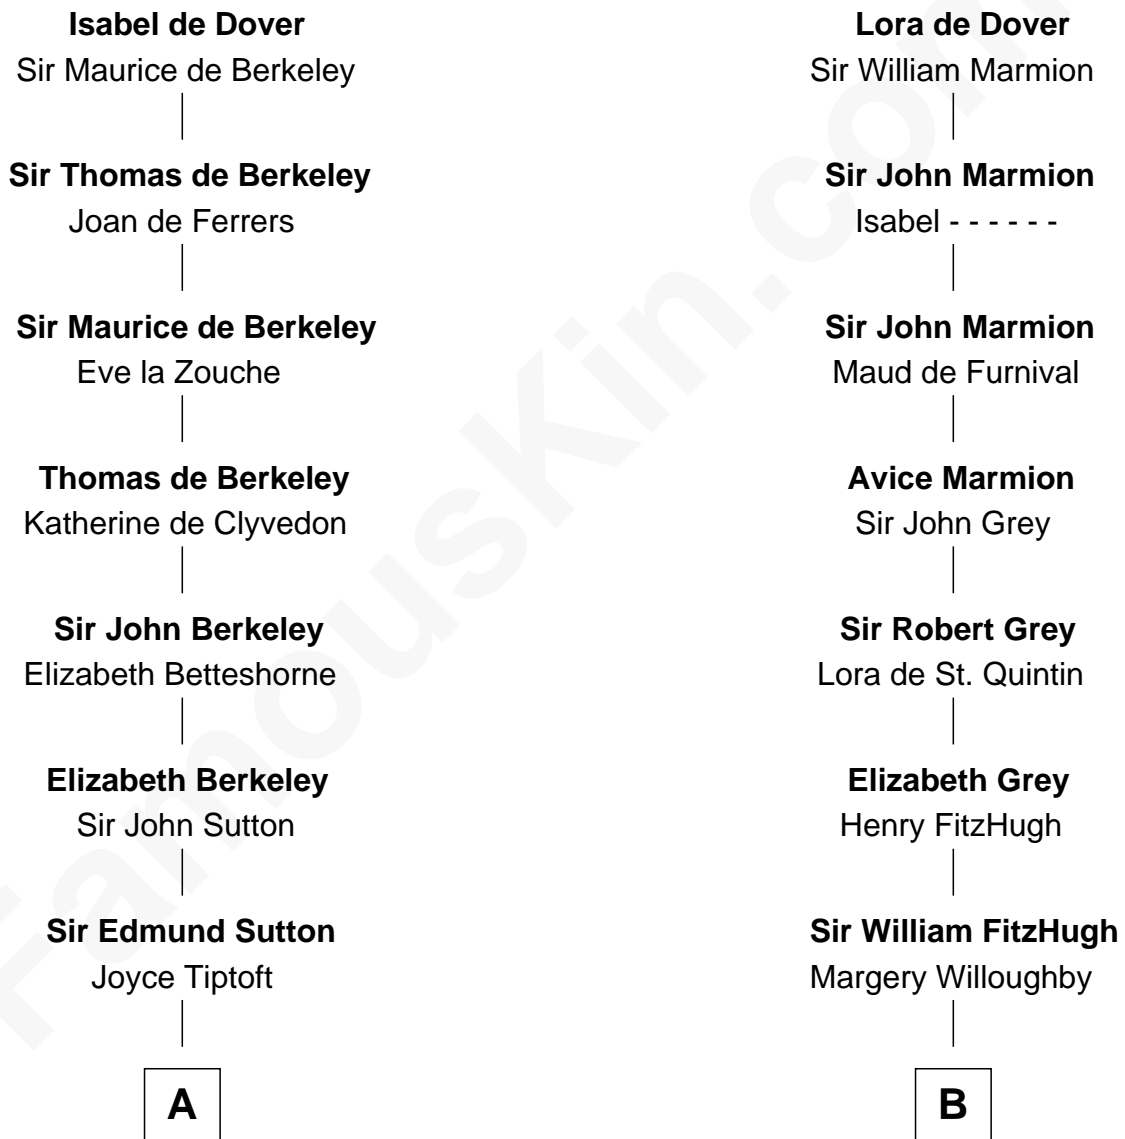 Isabel de Dover
Sir Maurice de Berkeley
Sir Thomas de Berkeley
Joan de Ferrers
Sir Maurice de Berkeley
Eve la Zouche
Thomas de Berkeley
Katherine de Clyvedon
Sir John Berkeley
Elizabeth Betteshorne
Elizabeth Berkeley
Sir John Sutton
Sir Edmund Sutton
Joyce Tiptoft
A
Lora de Dover
Sir William Marmion
Sir John Marmion
Isabel - - - - - -
Sir John Marmion
Maud de Furnival
Avice Marmion
Sir John Grey
Sir Robert Grey
Lora de St. Quintin
Elizabeth Grey
Henry FitzHugh
Sir William FitzHugh
Margery Willoughby
B
FamousKin.com